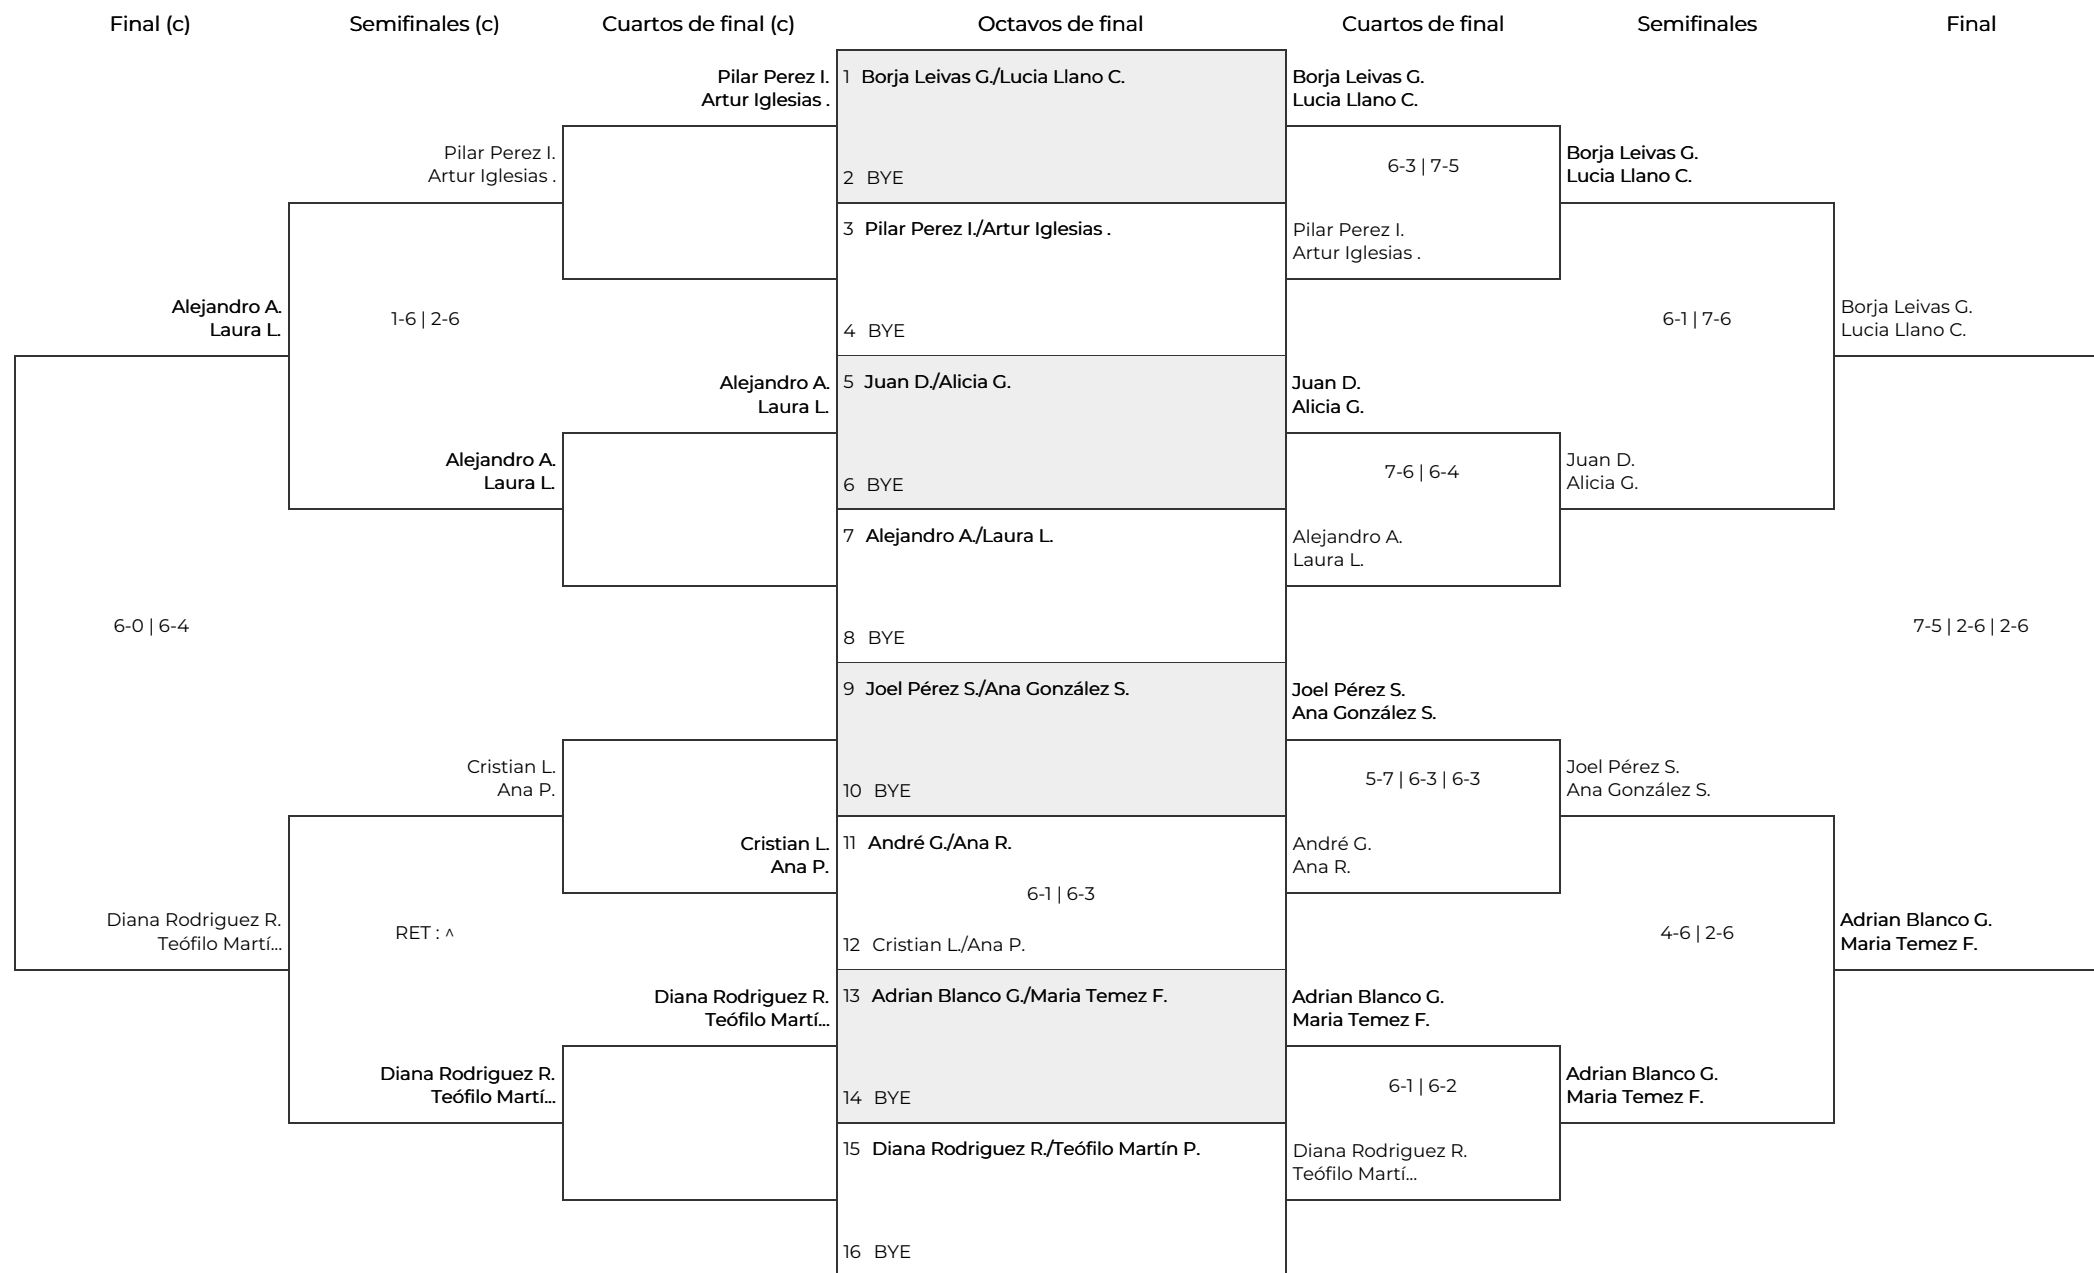 Final (c)
Semifinales (c)
Cuartos de final (c)
Octavos de final
Cuartos de final
Semifinales
Final
Alejandro A.
Laura L.
6-0 | 6-4
Diana Rodriguez R.
Teófilo Martí...
Pilar Perez I.
Artur Iglesias .
1-6 | 2-6
Alejandro A.
Laura L.
Cristian L.
Ana P.
RET : ^
Diana Rodriguez R.
Teófilo Martí...
Pilar Perez I.
Artur Iglesias .
Alejandro A.
Laura L.
Cristian L.
Ana P.
Diana Rodriguez R.
Teófilo Martí...
1 Borja Leivas G./Lucia Llano C.
2 BYE
3 Pilar Perez I./Artur Iglesias .
4 BYE
5 Juan D./Alicia G.
6 BYE
7 Alejandro A./Laura L.
8 BYE
9 Joel Pérez S./Ana González S.
10 BYE
11 André G./Ana R.
6-1 | 6-3
12 Cristian L./Ana P.
13 Adrian Blanco G./Maria Temez F.
14 BYE
15 Diana Rodriguez R./Teófilo Martín P.
16 BYE
Borja Leivas G.
Lucia Llano C.
6-3 | 7-5
Pilar Perez I.
Artur Iglesias .
Juan D.
Alicia G.
7-6 | 6-4
Alejandro A.
Laura L.
Joel Pérez S.
Ana González S.
5-7 | 6-3 | 6-3
André G.
Ana R.
Adrian Blanco G.
Maria Temez F.
6-1 | 6-2
Diana Rodriguez R.
Teófilo Martí...
Borja Leivas G.
Lucia Llano C.
6-1 | 7-6
Juan D.
Alicia G.
Joel Pérez S.
Ana González S.
4-6 | 2-6
Adrian Blanco G.
Maria Temez F.
Borja Leivas G.
Lucia Llano C.
7-5 | 2-6 | 2-6
Adrian Blanco G.
Maria Temez F.